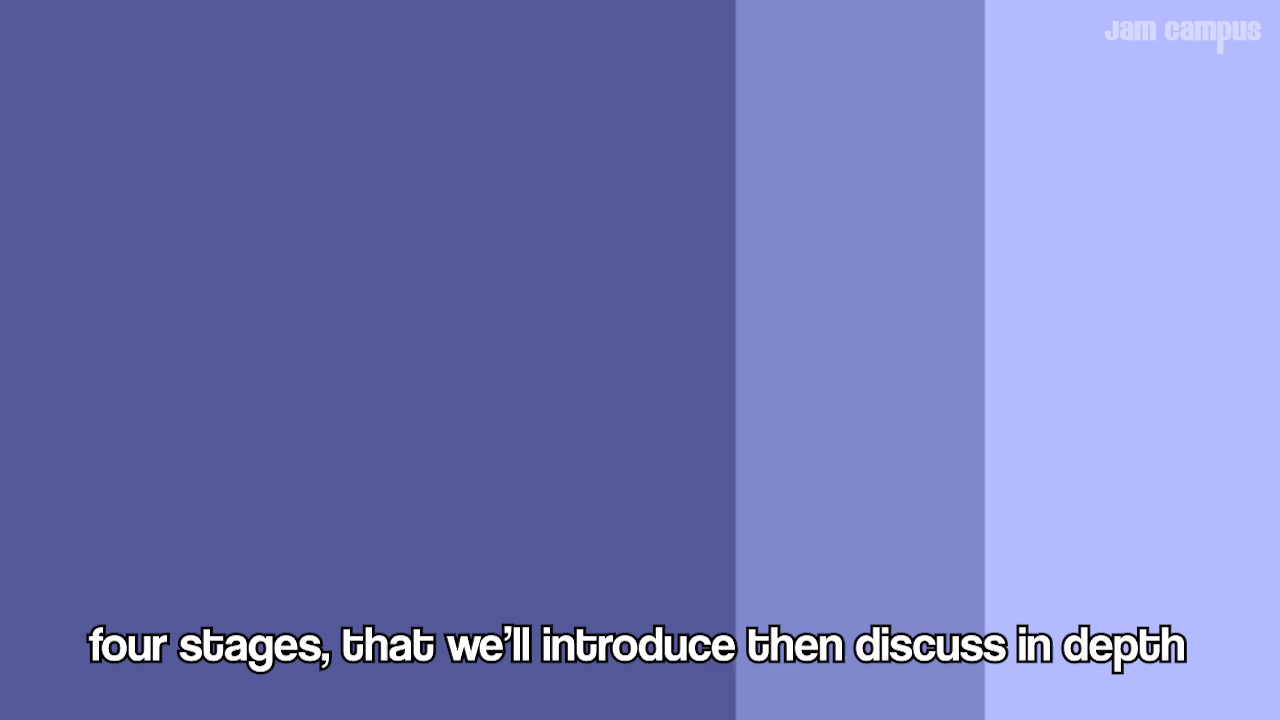 Jam campus
four stages, that we'll introduce then discuss in depth